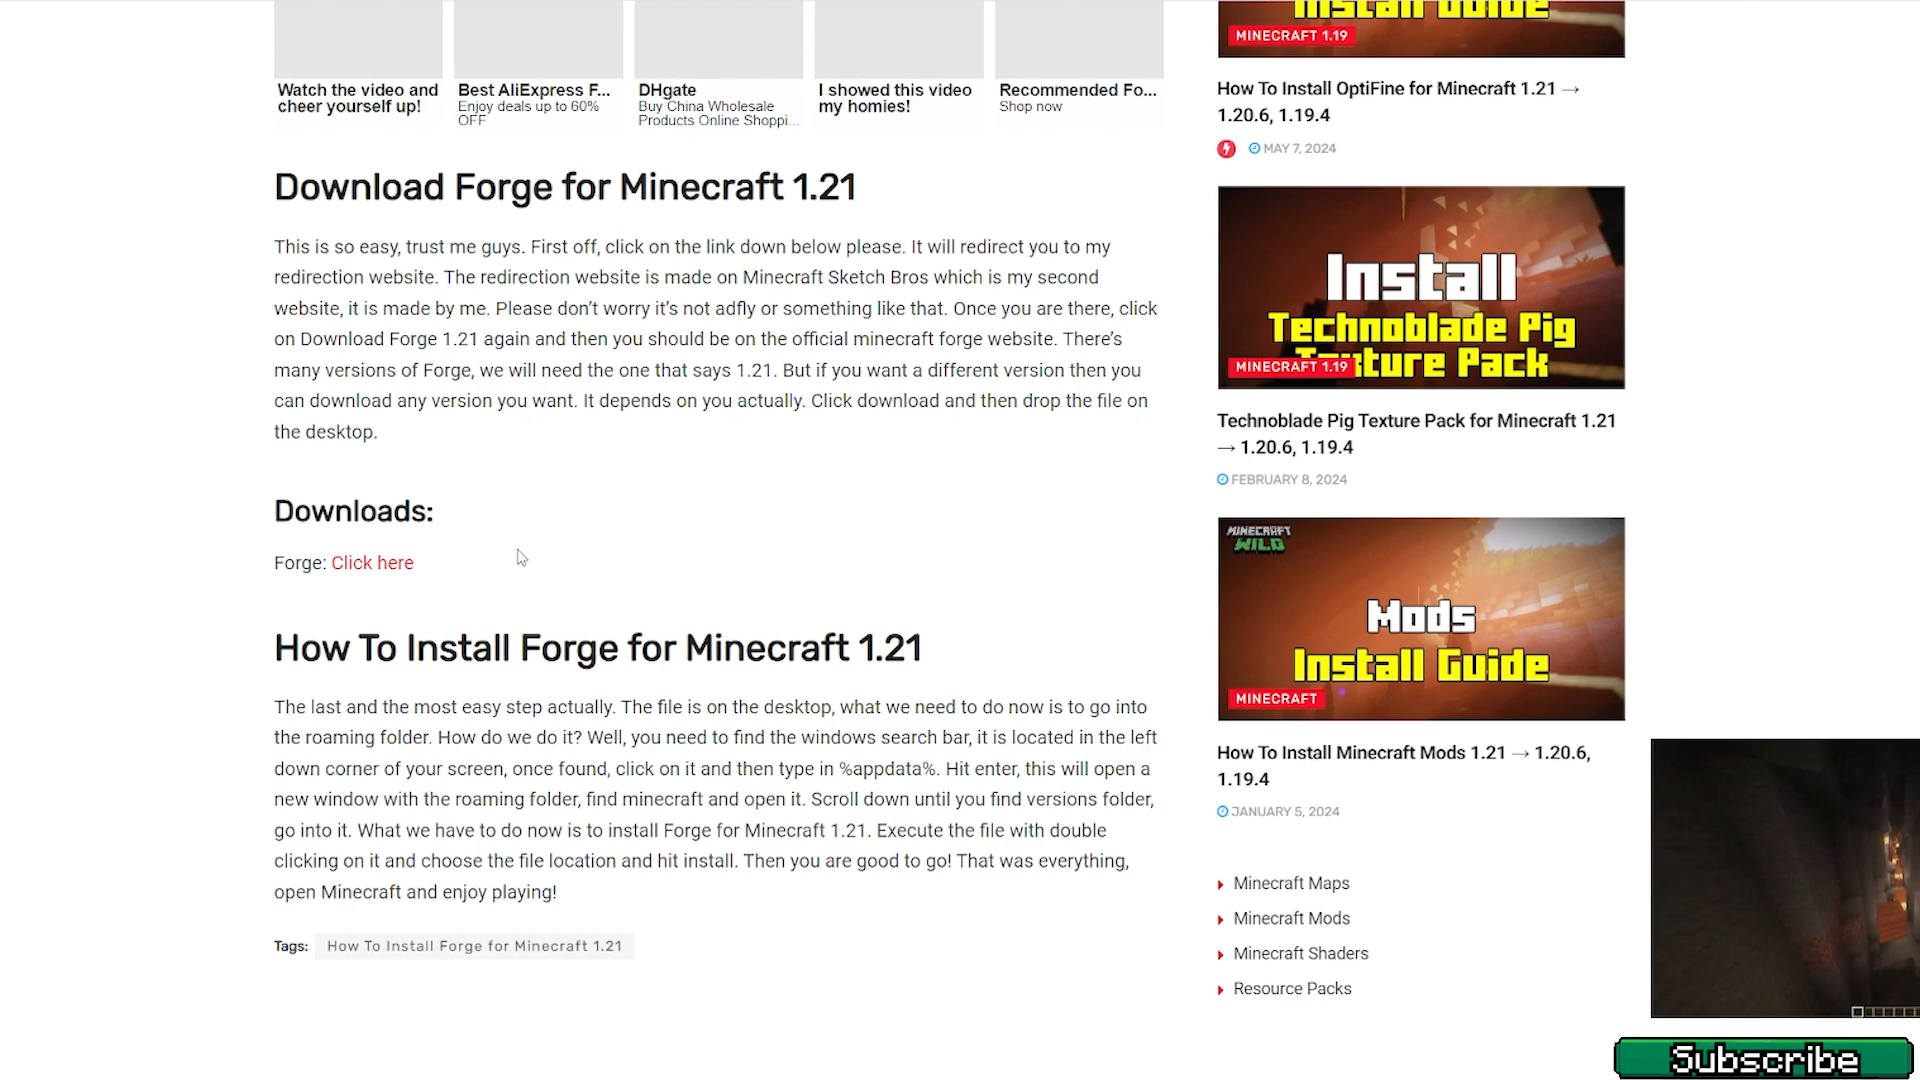 Watch the video and
cheer yourself up!
Best AliExpress F...
Enjoy deals up to 60%
OFF
DHgate
Buy China Wholesale
Products Online Shoppi...
I showed this video
my homies!
Recommended Fo...
Shop now
Download Forge for Minecraft 1.21
This is so easy, trust me guys. First off, click on the link down below please. It will redirect you to my
redirection website. The redirection website is made on Minecraft Sketch Bros which is my second
website, it is made by me. Please don’t worry it’s not adfly or something like that. Once you are there, click
on Download Forge 1.21 again and then you should be on the official minecraft forge website. There’s
many versions of Forge, we will need the one that says 1.21. But if you want a different version then you
can download any version you want. It depends on you actually. Click download and then drop the file on
the desktop.
Downloads:
Forge: Click here
How To Install Forge for Minecraft 1.21
The last and the most easy step actually. The file is on the desktop, what we need to do now is to go into
the roaming folder. How do we do it? Well, you need to find the windows search bar, it is located in the left
down corner of your screen, once found, click on it and then type in %appdata%. Hit enter, this will open a
new window with the roaming folder, find minecraft and open it. Scroll down until you find versions folder,
go into it. What we have to do now is to install Forge for Minecraft 1.21. Execute the file with double
clicking on it and choose the file location and hit install. Then you are good to go! That was everything,
open Minecraft and enjoy playing!
Tags: How To Install Forge for Minecraft 1.21
Install Guide
MINECRAFT 1.19
How To Install OptiFine for Minecraft 1.21 →
1.20.6, 1.19.4
MAY 7, 2024
Install
Technoblade Pig
Texture Pack
MINECRAFT 1.19
Technoblade Pig Texture Pack for Minecraft 1.21
→ 1.20.6, 1.19.4
FEBRUARY 8, 2024
MINECRAFT
WILD
Mods
Install Guide
MINECRAFT
How To Install Minecraft Mods 1.21 → 1.20.6,
1.19.4
JANUARY 5, 2024
Minecraft Maps
Minecraft Mods
Minecraft Shaders
Resource Packs
Subscribe